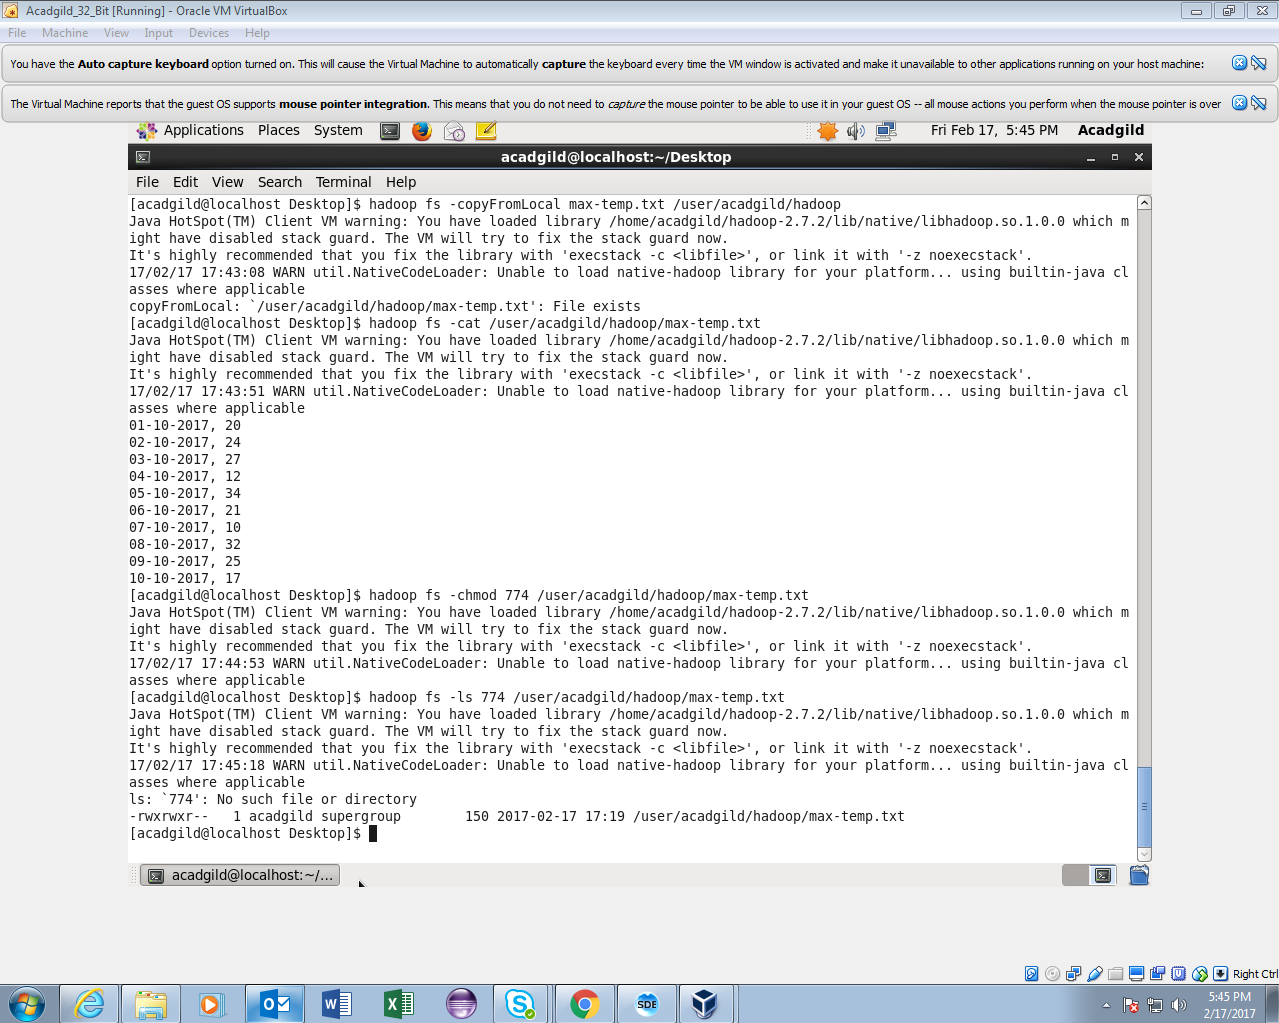 Acadgild_32_Bit [Running] - Oracle VM VirtualBox
File Machine View Input Devices Help
You have the Auto capture keyboard option turned on. This will cause the Virtual Machine to automatically capture the keyboard every time the VM window is activated and make it unavailable to other applications running on your host machine:
The Virtual Machine reports that the guest OS supports mouse pointer integration. This means that you do not need to capture the mouse pointer to be able to use it in your guest OS -- all mouse actions you perform when the mouse pointer is over
Applications Places System Fri Feb 17, 5:45 PM Acadgild
acadgild@localhost:~/Desktop
File Edit View Search Terminal Help
[acadgild@localhost Desktop]$ hadoop fs -copyFromLocal max-temp.txt /user/acadgild/hadoop
Java HotSpot(TM) Client VM warning: You have loaded library /home/acadgild/hadoop-2.7.2/lib/native/libhadoop.so.1.0.0 which m
ight have disabled stack guard. The VM will try to fix the stack guard now.
It's highly recommended that you fix the library with 'execstack -c <libfile>', or link it with '-z noexecstack'.
17/02/17 17:43:08 WARN util.NativeCodeLoader: Unable to load native-hadoop library for your platform... using builtin-java cl
asses where applicable
copyFromLocal: `/user/acadgild/hadoop/max-temp.txt': File exists
[acadgild@localhost Desktop]$ hadoop fs -cat /user/acadgild/hadoop/max-temp.txt
Java HotSpot(TM) Client VM warning: You have loaded library /home/acadgild/hadoop-2.7.2/lib/native/libhadoop.so.1.0.0 which m
ight have disabled stack guard. The VM will try to fix the stack guard now.
It's highly recommended that you fix the library with 'execstack -c <libfile>', or link it with '-z noexecstack'.
17/02/17 17:43:51 WARN util.NativeCodeLoader: Unable to load native-hadoop library for your platform... using builtin-java cl
asses where applicable
01-10-2017, 20
02-10-2017, 24
03-10-2017, 27
04-10-2017, 12
05-10-2017, 34
06-10-2017, 21
07-10-2017, 10
08-10-2017, 32
09-10-2017, 25
10-10-2017, 17
[acadgild@localhost Desktop]$ hadoop fs -chmod 774 /user/acadgild/hadoop/max-temp.txt
Java HotSpot(TM) Client VM warning: You have loaded library /home/acadgild/hadoop-2.7.2/lib/native/libhadoop.so.1.0.0 which m
ight have disabled stack guard. The VM will try to fix the stack guard now.
It's highly recommended that you fix the library with 'execstack -c <libfile>', or link it with '-z noexecstack'.
17/02/17 17:44:53 WARN util.NativeCodeLoader: Unable to load native-hadoop library for your platform... using builtin-java cl
asses where applicable
[acadgild@localhost Desktop]$ hadoop fs -ls 774 /user/acadgild/hadoop/max-temp.txt
Java HotSpot(TM) Client VM warning: You have loaded library /home/acadgild/hadoop-2.7.2/lib/native/libhadoop.so.1.0.0 which m
ight have disabled stack guard. The VM will try to fix the stack guard now.
It's highly recommended that you fix the library with 'execstack -c <libfile>', or link it with '-z noexecstack'.
17/02/17 17:45:18 WARN util.NativeCodeLoader: Unable to load native-hadoop library for your platform... using builtin-java cl
asses where applicable
ls: `774': No such file or directory
-rwxrwxr--   1 acadgild supergroup        150 2017-02-17 17:19 /user/acadgild/hadoop/max-temp.txt
[acadgild@localhost Desktop]$
acadgild@localhost:~/...
Right Ctrl
SDE
5:45 PM
2/17/2017